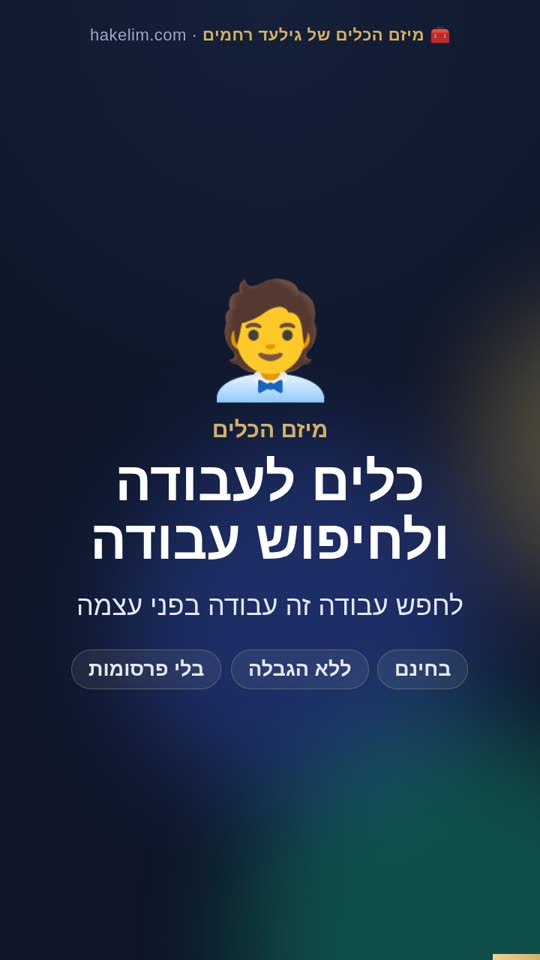 🧰 מיזם הכלים של גילעד רחמים · hakelim.com
מיזם הכלים
כלים לעבודה
ולחיפוש עבודה
לחפש עבודה זה עבודה בפני עצמה
בחינם
ללא הגבלה
בלי פרסומות